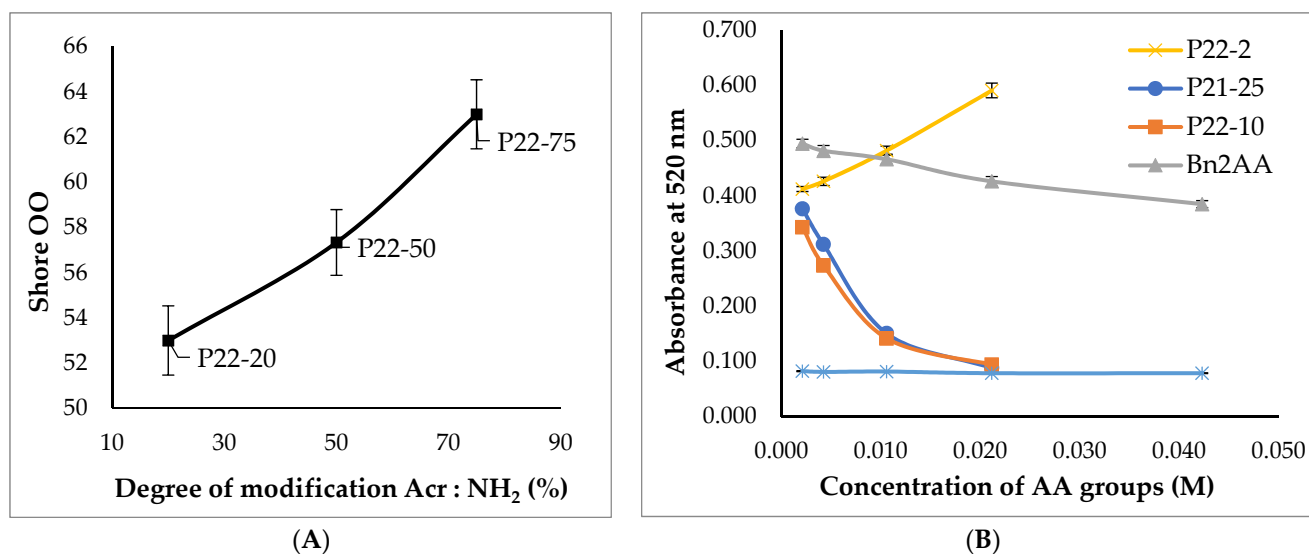 66
64
62
60
58
56
54
52
50
Shore OO
P22-75
P22-50
P22-20
10 30 50 70 90
Degree of modification Acr : NH₂ (%)
(A)
0.700
0.600
0.500
0.400
0.300
0.200
0.100
0.000
Absorbance at 520 nm
P22-2
P21-25
P22-10
Bn2AA
0.000 0.010 0.020 0.030 0.040 0.050
Concentration of AA groups (M)
(B)